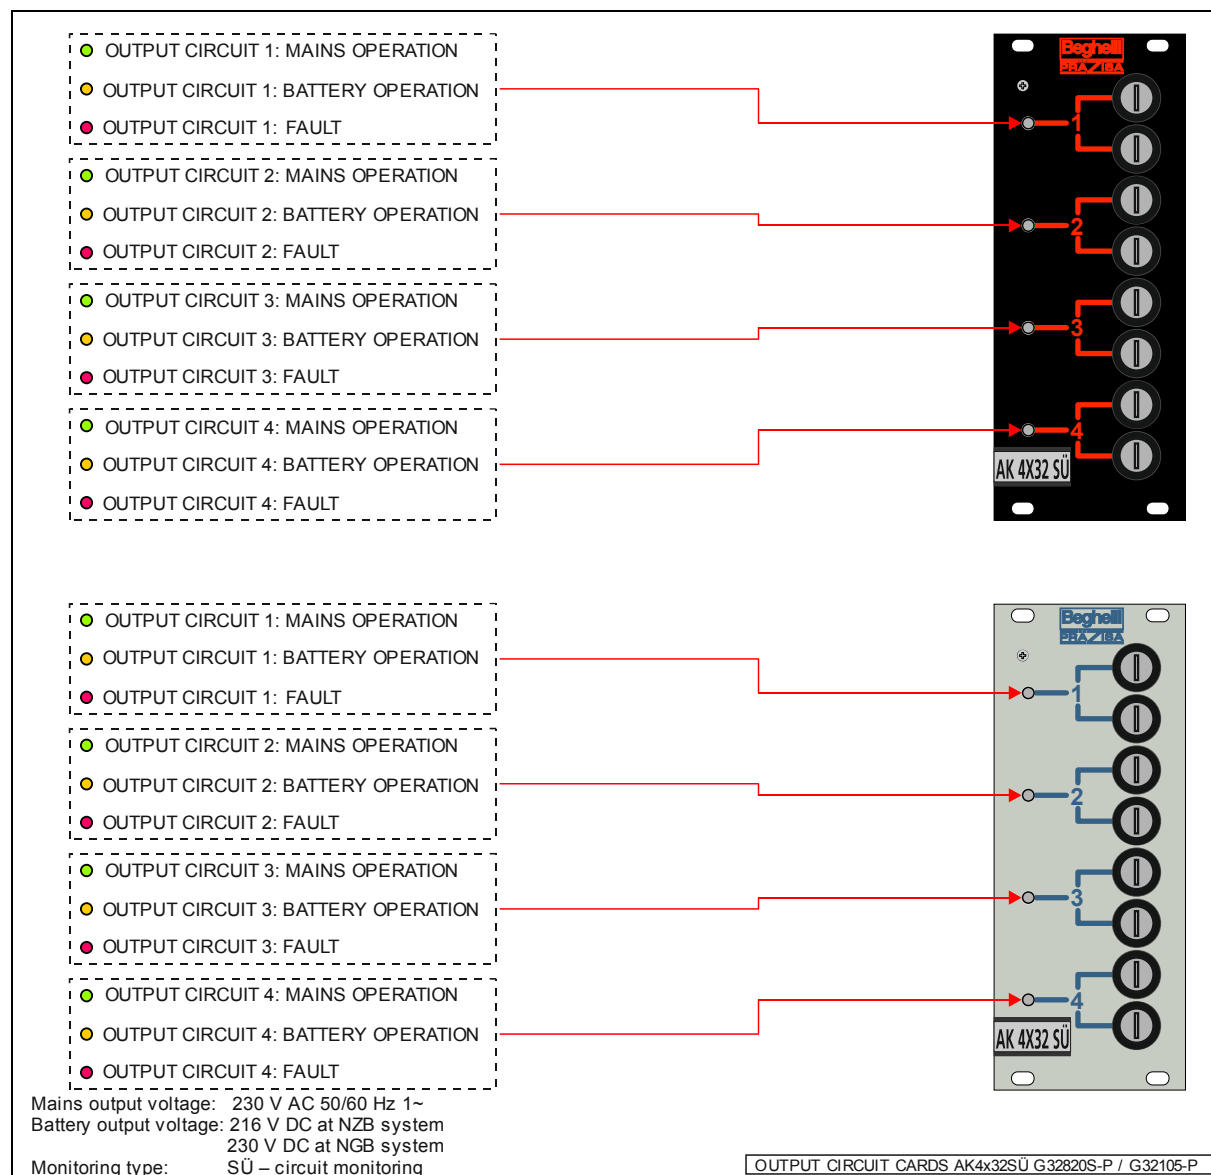 OUTPUT CIRCUIT 1: MAINS OPERATION
OUTPUT CIRCUIT 1: BATTERY OPERATION
OUTPUT CIRCUIT 1: FAULT
OUTPUT CIRCUIT 2: MAINS OPERATION
OUTPUT CIRCUIT 2: BATTERY OPERATION
OUTPUT CIRCUIT 2: FAULT
OUTPUT CIRCUIT 3: MAINS OPERATION
OUTPUT CIRCUIT 3: BATTERY OPERATION
OUTPUT CIRCUIT 3: FAULT
OUTPUT CIRCUIT 4: MAINS OPERATION
OUTPUT CIRCUIT 4: BATTERY OPERATION
OUTPUT CIRCUIT 4: FAULT
Beghelli
PRÄZISA
1
2
3
4
AK 4X32 SÜ
OUTPUT CIRCUIT 1: MAINS OPERATION
OUTPUT CIRCUIT 1: BATTERY OPERATION
OUTPUT CIRCUIT 1: FAULT
OUTPUT CIRCUIT 2: MAINS OPERATION
OUTPUT CIRCUIT 2: BATTERY OPERATION
OUTPUT CIRCUIT 2: FAULT
OUTPUT CIRCUIT 3: MAINS OPERATION
OUTPUT CIRCUIT 3: BATTERY OPERATION
OUTPUT CIRCUIT 3: FAULT
OUTPUT CIRCUIT 4: MAINS OPERATION
OUTPUT CIRCUIT 4: BATTERY OPERATION
OUTPUT CIRCUIT 4: FAULT
Beghelli
PRÄZISA
1
2
3
4
AK 4X32 SÜ
Mains output voltage: 230 V AC 50/60 Hz 1~
Battery output voltage: 216 V DC at NZB system
230 V DC at NGB system
Monitoring type: SÜ – circuit monitoring
OUTPUT CIRCUIT CARDS AK4x32SÜ G32820S-P / G32105-P